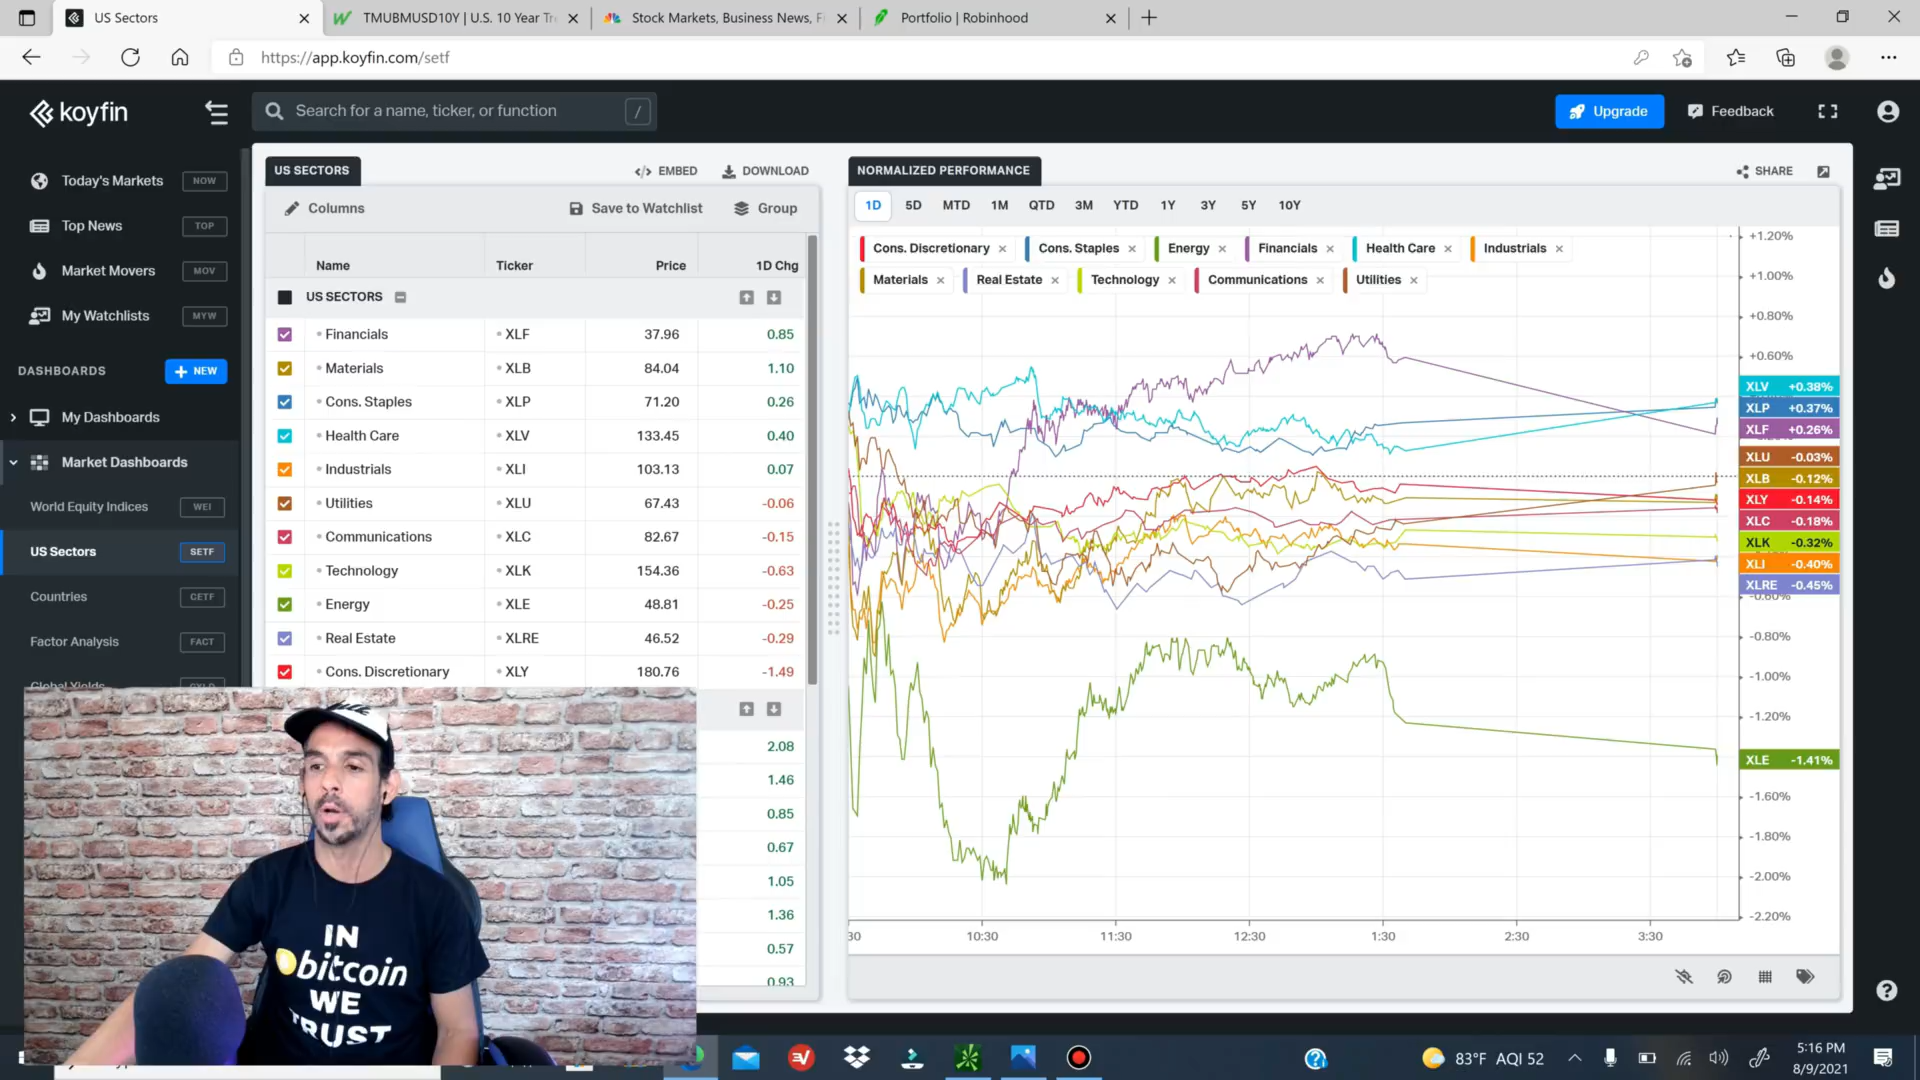 US Sectors
TMUBMUSD10Y | U.S. 10 Year Tr
Stock Markets, Business News, F
Portfolio | Robinhood
https://app.koyfin.com/setf
koyfin
Search for a name, ticker, or function /
Upgrade
Feedback
Today's Markets NOW
Top News TOP
Market Movers MOV
My Watchlists MYW
DASHBOARDS
+ NEW
My Dashboards
Market Dashboards
World Equity Indices WEI
US Sectors SETF
Countries CETF
Factor Analysis FACT
US SECTORS
</> EMBED
DOWNLOAD
Columns
Save to Watchlist
Group
Name Ticker Price 1D Chg
US SECTORS
Financials XLF 37.96 0.85
Materials XLB 84.04 1.10
Cons. Staples XLP 71.20 0.26
Health Care XLV 133.45 0.40
Industrials XLI 103.13 0.07
Utilities XLU 67.43 -0.06
Communications XLC 82.67 -0.15
Technology XLK 154.36 -0.63
Energy XLE 48.81 -0.25
Real Estate XLRE 46.52 -0.29
Cons. Discretionary XLY 180.76 -1.49
2.08
1.46
0.85
0.67
1.05
1.36
0.57
0.93
NORMALIZED PERFORMANCE
SHARE
1D 5D MTD 1M QTD 3M YTD 1Y 3Y 5Y 10Y
Cons. Discretionary × Cons. Staples × Energy × Financials × Health Care × Industrials ×
Materials × Real Estate × Technology × Communications × Utilities ×
+1.20%
+1.00%
+0.80%
+0.60%
XLV +0.38%
XLP +0.37%
XLF +0.26%
XLU -0.03%
XLB -0.12%
XLY -0.14%
XLC -0.18%
XLK -0.32%
XLI -0.40%
XLRE -0.45%
-0.60%
-0.80%
-1.00%
-1.20%
XLE -1.41%
-1.60%
-1.80%
-2.00%
-2.20%
30 10:30 11:30 12:30 1:30 2:30 3:30
IN
bitcoin
WE
TRUST
83°F AQI 52
5:16 PM
8/9/2021